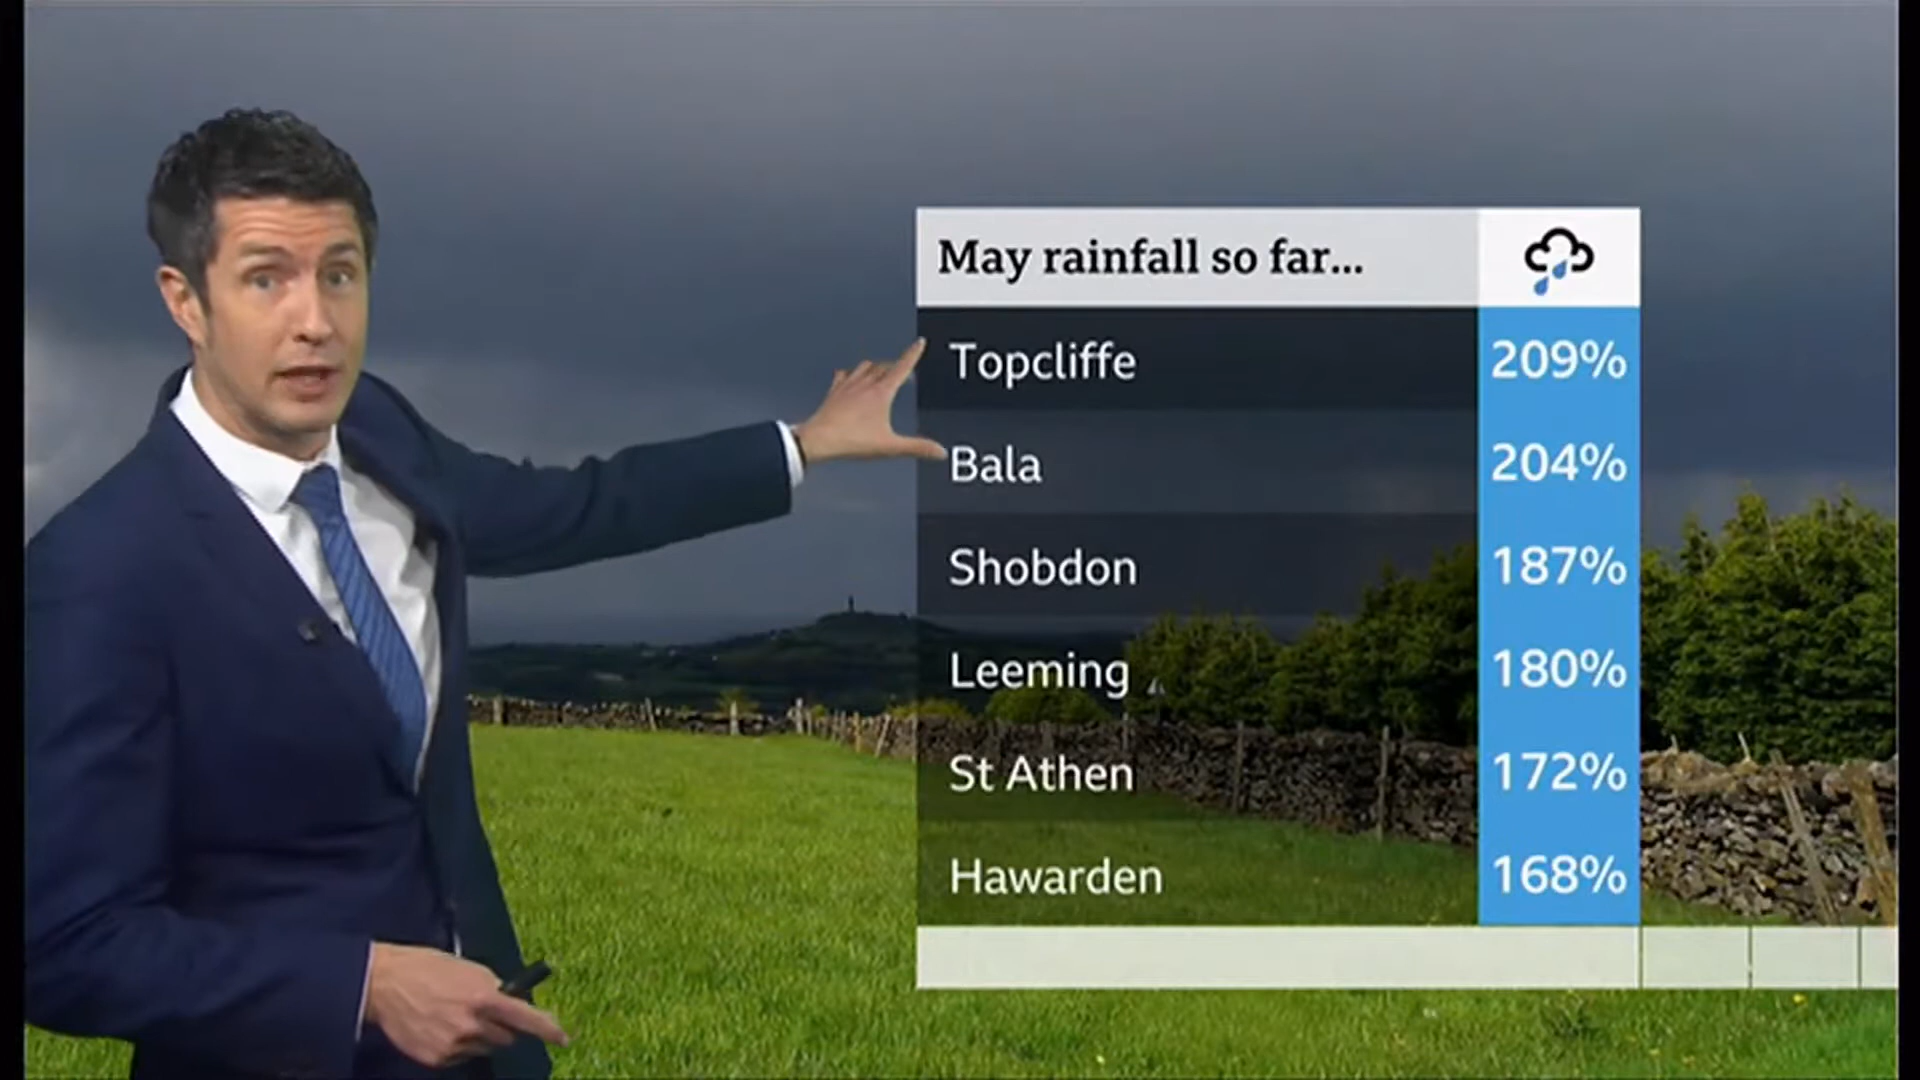 May rainfall so far...
Topcliffe 209%
Bala 204%
Shobdon 187%
Leeming 180%
St Athen 172%
Hawarden 168%